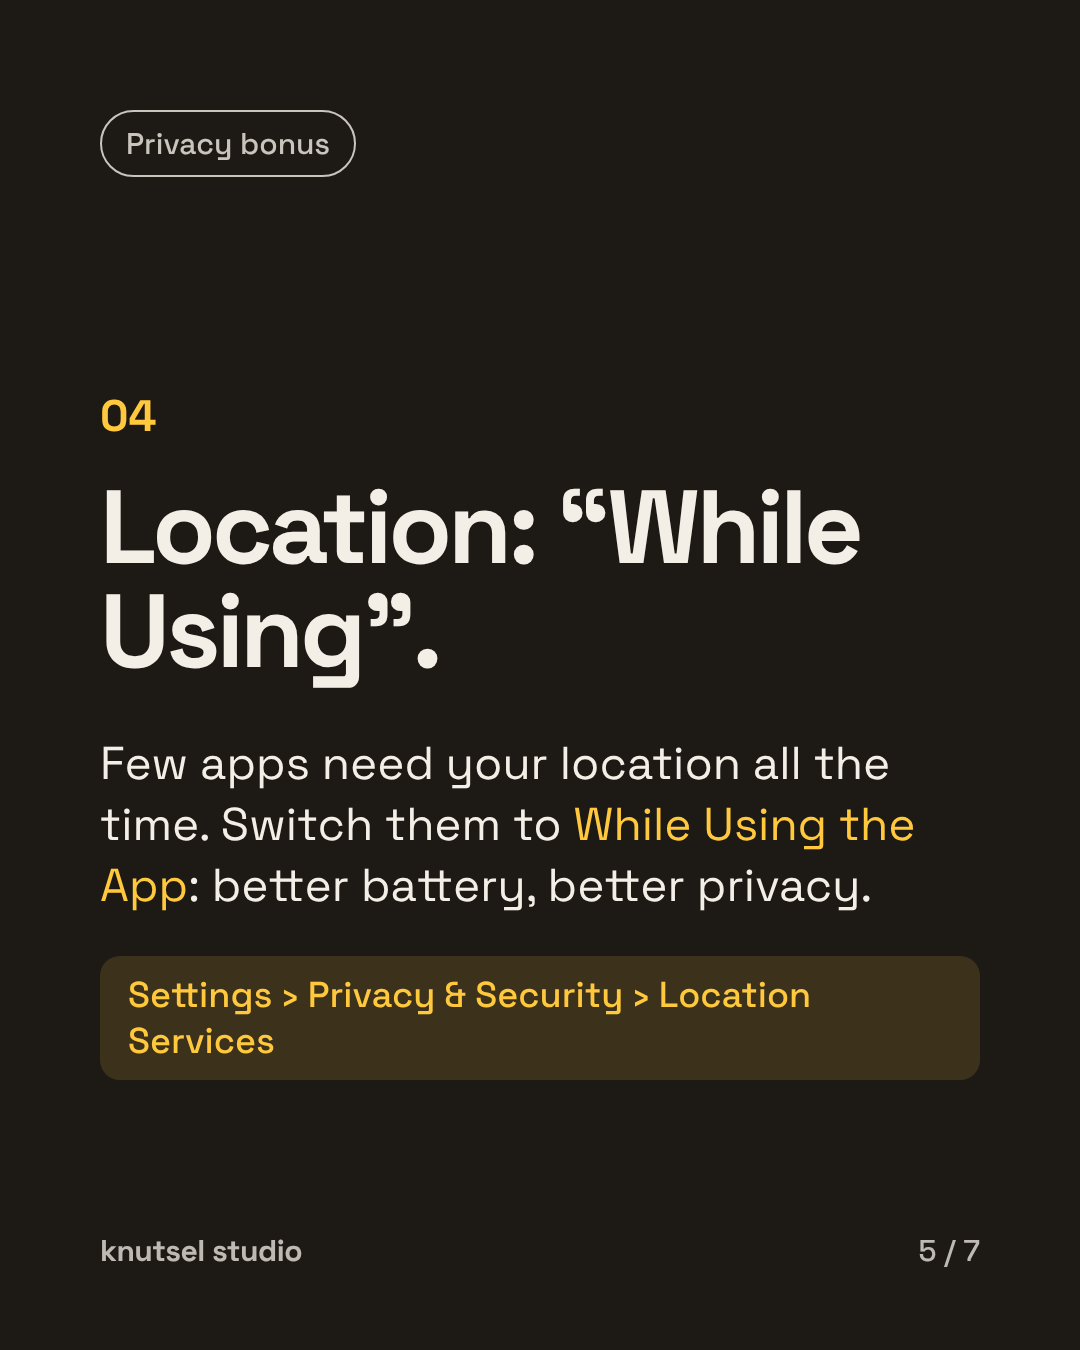 Privacy bonus
04
Location: “While
Using”.
Few apps need your location all the
time. Switch them to While Using the
App: better battery, better privacy.
Settings > Privacy & Security > Location
Services
knutsel studio
5 / 7